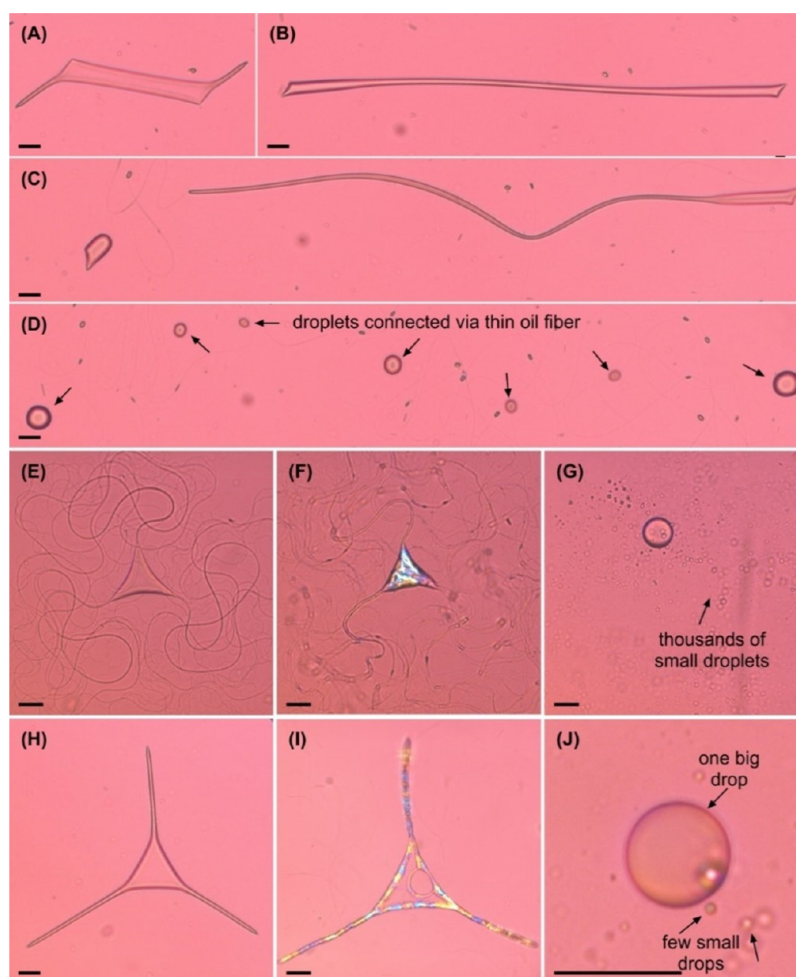 (A)
(B)
(C)
(D)
droplets connected via thin oil fiber
(E)
(F)
(G)
thousands of
small droplets
(H)
(I)
(J)
one big
drop
few small
drops